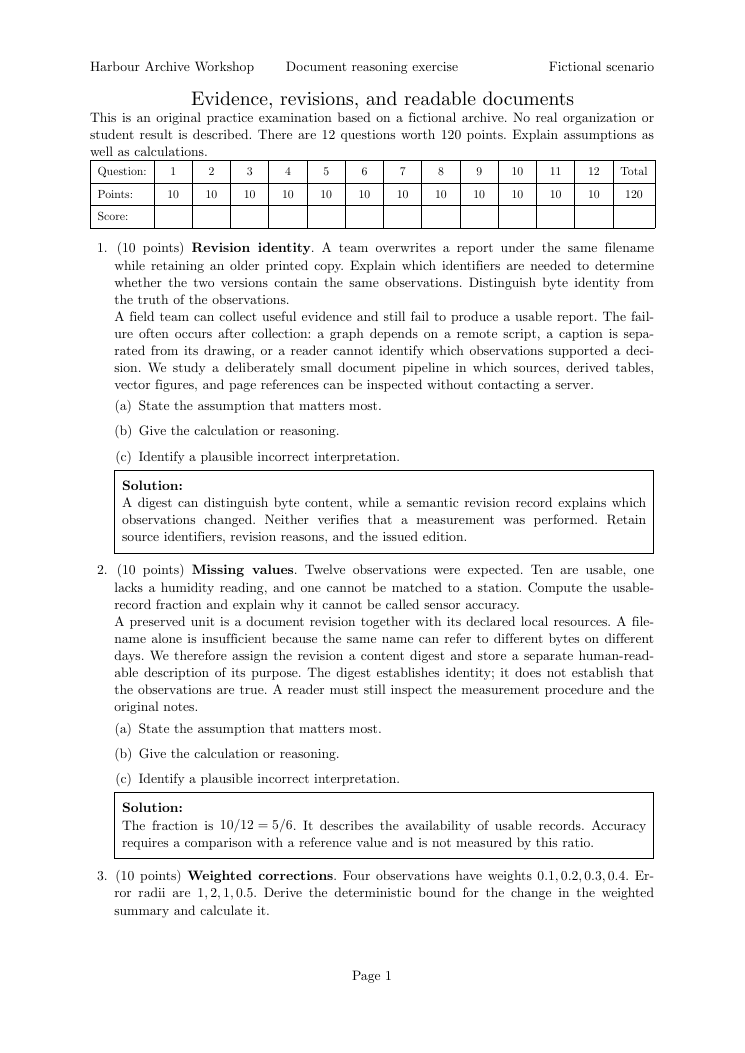 Harbour Archive Workshop Document reasoning exercise Fictional scenario
Evidence, revisions, and readable documents
This is an original practice examination based on a fictional archive. No real organization or
student result is described. There are 12 questions worth 120 points. Explain assumptions as
well as calculations.
Question: 1 2 3 4 5 6 7 8 9 10 11 12 Total
Points: 10 10 10 10 10 10 10 10 10 10 10 10 120
Score:
1. (10 points) Revision identity. A team overwrites a report under the same filename
while retaining an older printed copy. Explain which identifiers are needed to determine
whether the two versions contain the same observations. Distinguish byte identity from
the truth of the observations.
A field team can collect useful evidence and still fail to produce a usable report. The fail-
ure often occurs after collection: a graph depends on a remote script, a caption is sepa-
rated from its drawing, or a reader cannot identify which observations supported a deci-
sion. We study a deliberately small document pipeline in which sources, derived tables,
vector figures, and page references can be inspected without contacting a server.
(a) State the assumption that matters most.
(b) Give the calculation or reasoning.
(c) Identify a plausible incorrect interpretation.
Solution:
A digest can distinguish byte content, while a semantic revision record explains which
observations changed. Neither verifies that a measurement was performed. Retain
source identifiers, revision reasons, and the issued edition.
2. (10 points) Missing values. Twelve observations were expected. Ten are usable, one
lacks a humidity reading, and one cannot be matched to a station. Compute the usable-
record fraction and explain why it cannot be called sensor accuracy.
A preserved unit is a document revision together with its declared local resources. A file-
name alone is insufficient because the same name can refer to different bytes on different
days. We therefore assign the revision a content digest and store a separate human-read-
able description of its purpose. The digest establishes identity; it does not establish that
the observations are true. A reader must still inspect the measurement procedure and the
original notes.
(a) State the assumption that matters most.
(b) Give the calculation or reasoning.
(c) Identify a plausible incorrect interpretation.
Solution:
The fraction is 10/12 = 5/6. It describes the availability of usable records. Accuracy
requires a comparison with a reference value and is not measured by this ratio.
3. (10 points) Weighted corrections. Four observations have weights 0.1, 0.2, 0.3, 0.4. Er-
ror radii are 1, 2, 1, 0.5. Derive the deterministic bound for the change in the weighted
summary and calculate it.
Page 1